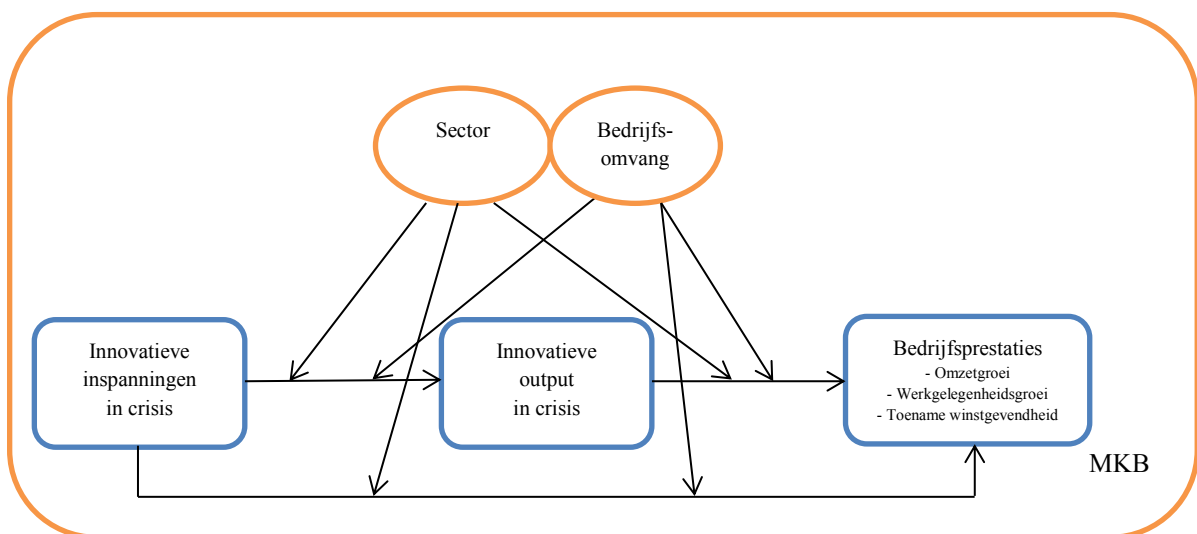 Sector
Bedrijfs-
omvang
Innovatieve
inspanningen
in crisis
Innovatieve
output
in crisis
Bedrijfsprestaties
- Omzetgroei
- Werkgelegenheidsgroei
- Toename winstgevendheid
MKB